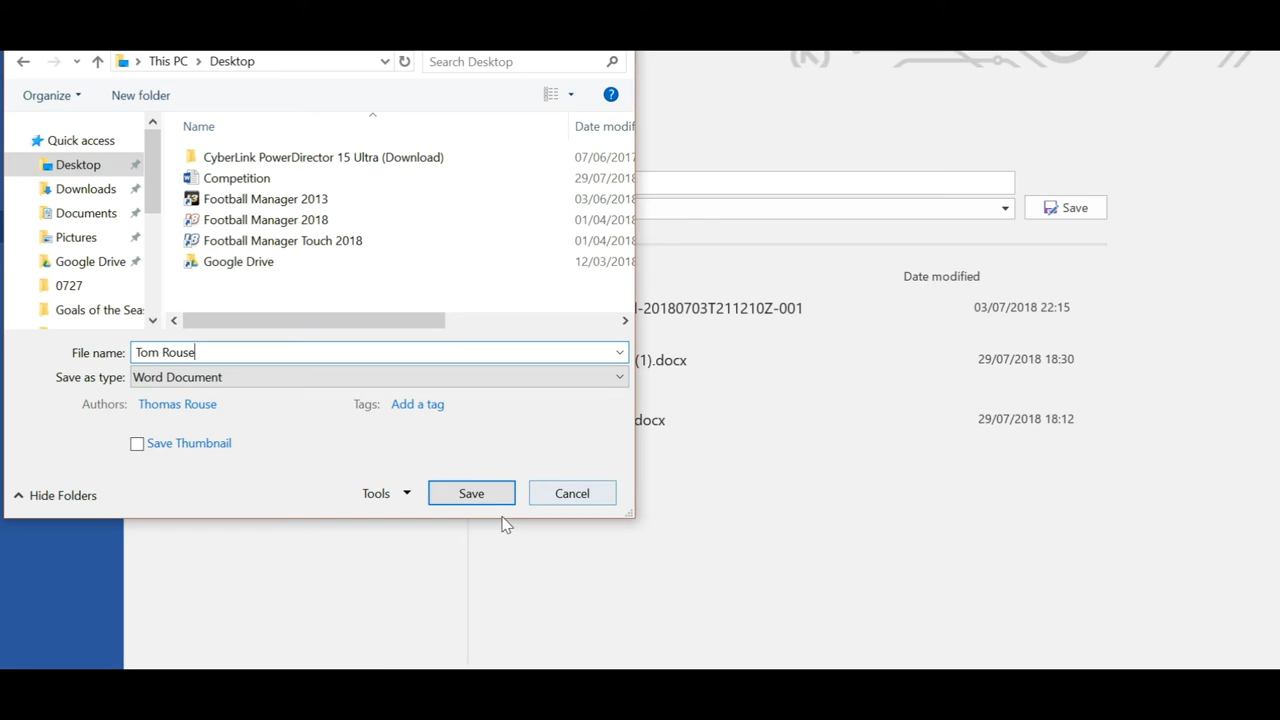 This PC > Desktop
Search Desktop
Organize
New folder
Name
Date modif
Quick access
Desktop
Downloads
Documents
Pictures
Google Drive
0727
Goals of the Sea
CyberLink PowerDirector 15 Ultra (Download) 07/06/2017
Competition 29/07/2018
Football Manager 2013 03/06/2018
Football Manager 2018 01/04/2018
Football Manager Touch 2018 01/04/2018
Google Drive 12/03/2018
File name: Tom Rouse
Save as type: Word Document
Authors: Thomas Rouse
Tags: Add a tag
Save Thumbnail
Hide Folders
Tools
Save
Cancel
Save
Date modified
-20180703T211210Z-001 03/07/2018 22:15
(1).docx 29/07/2018 18:30
docx 29/07/2018 18:12